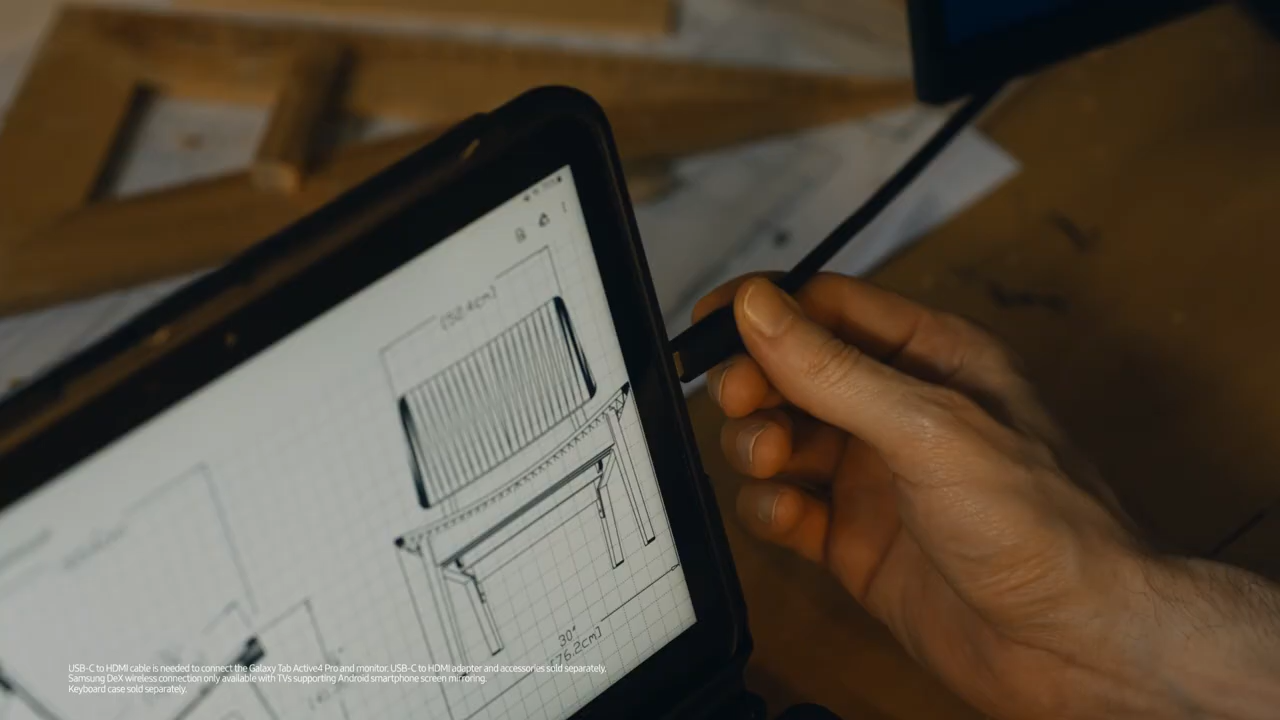 [52.4cm]
30"
[76.2cm]
USB-C to HDMI cable is needed to connect the Galaxy Tab Active4 Pro and monitor. USB-C to HDMI adapter and accessories sold separately.
Samsung DeX wireless connection only available with TVs supporting Android smartphone screen mirroring.
Keyboard case sold separately.